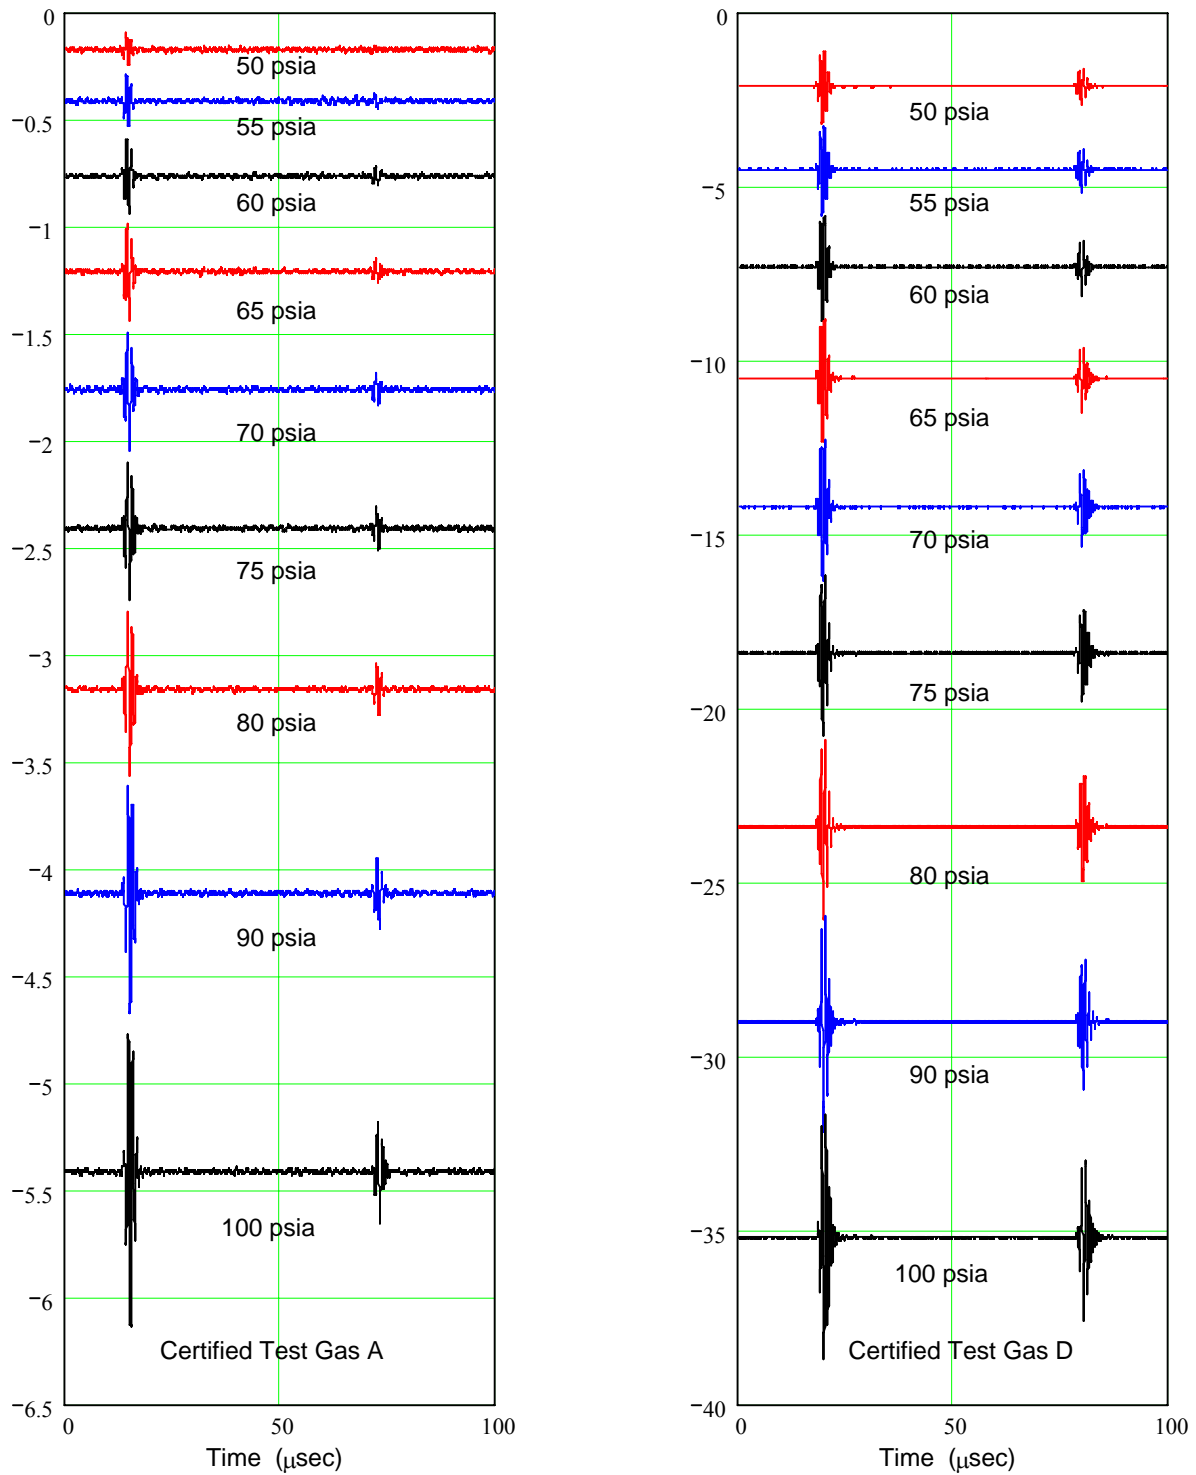 0
50 psia
−0.5
55 psia
60 psia
−1
65 psia
−1.5
70 psia
−2
−2.5
75 psia
−3
80 psia
−3.5
−4
90 psia
−4.5
−5
−5.5
100 psia
−6
Certified Test Gas A
−6.5
0 50 100
Time (μsec)
0
50 psia
−5
55 psia
60 psia
−10
65 psia
−15
70 psia
75 psia
−20
80 psia
−25
−30
90 psia
−35
100 psia
Certified Test Gas D
−40
0 50 100
Time (μsec)